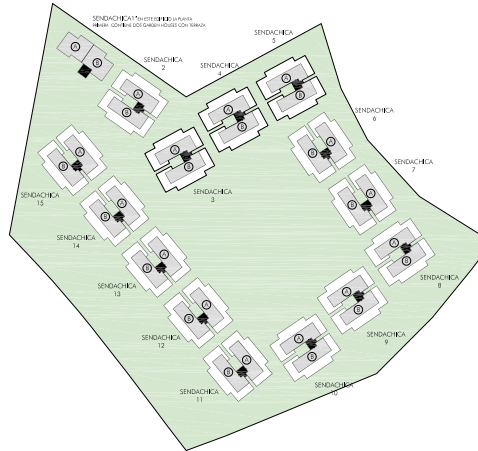 SENDACHICA1* EN ESTE EDIFICIO LA PLANTA
PRIMERA CONTIENE DOS GARDEN HOUSES CON TERRAZA
A
B
SENDACHICA
2
A
B
SENDACHICA
5
A
B
SENDACHICA
4
A
B
SENDACHICA
3
A
B
SENDACHICA
6
A
B
SENDACHICA
7
A
B
SENDACHICA
8
A
B
SENDACHICA
9
A
B
SENDACHICA
10
A
B
SENDACHICA
11
A
B
SENDACHICA
12
A
B
SENDACHICA
13
A
B
SENDACHICA
14
A
B
SENDACHICA
15
A
B